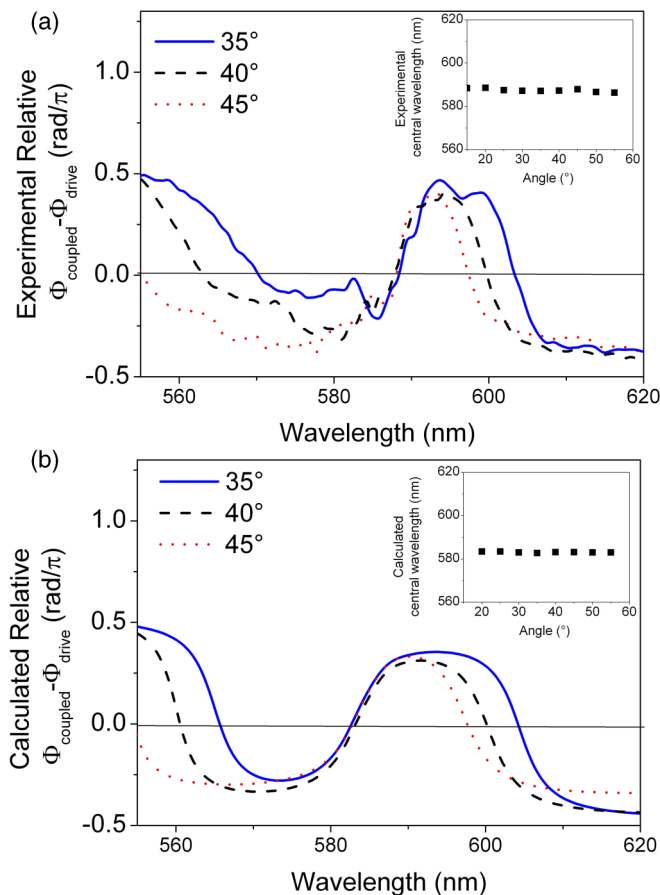 (a)
35°
40°
45°
Experimental Relative
Φcoupled-Φdrive (rad/π)
1.0
0.5
0.0
-0.5
560
580
600
620
Wavelength (nm)
Experimental
central wavelength (nm)
620
600
580
560
20
30
40
50
60
Angle (°)
(b)
35°
40°
45°
Calculated Relative
Φcoupled-Φdrive (rad/π)
1.0
0.5
0.0
-0.5
560
580
600
620
Wavelength (nm)
Calculated
central wavelength (nm)
620
600
580
560
20
30
40
50
60
Angle (°)